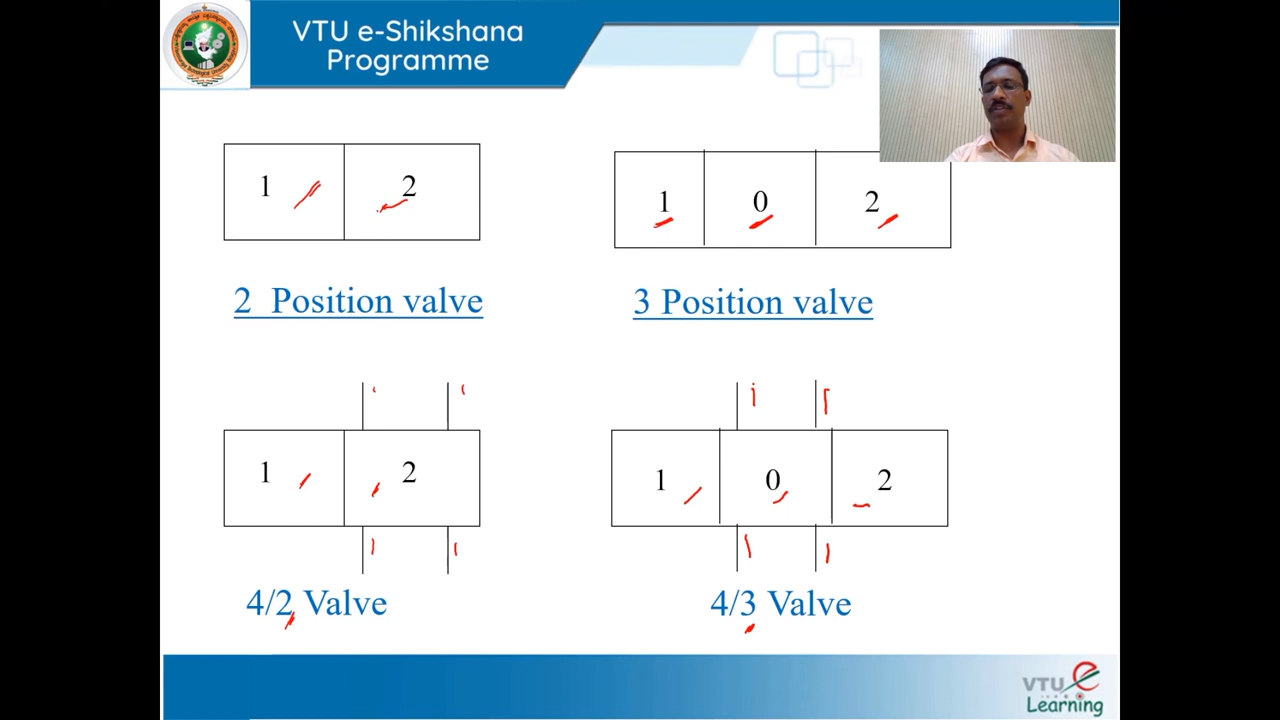 VTU e-Shikshana
Programme
1 2
1 0 2
2 Position valve
3 Position valve
1 2
1 0 2
4/2 Valve
4/3 Valve
VTU e
Learning